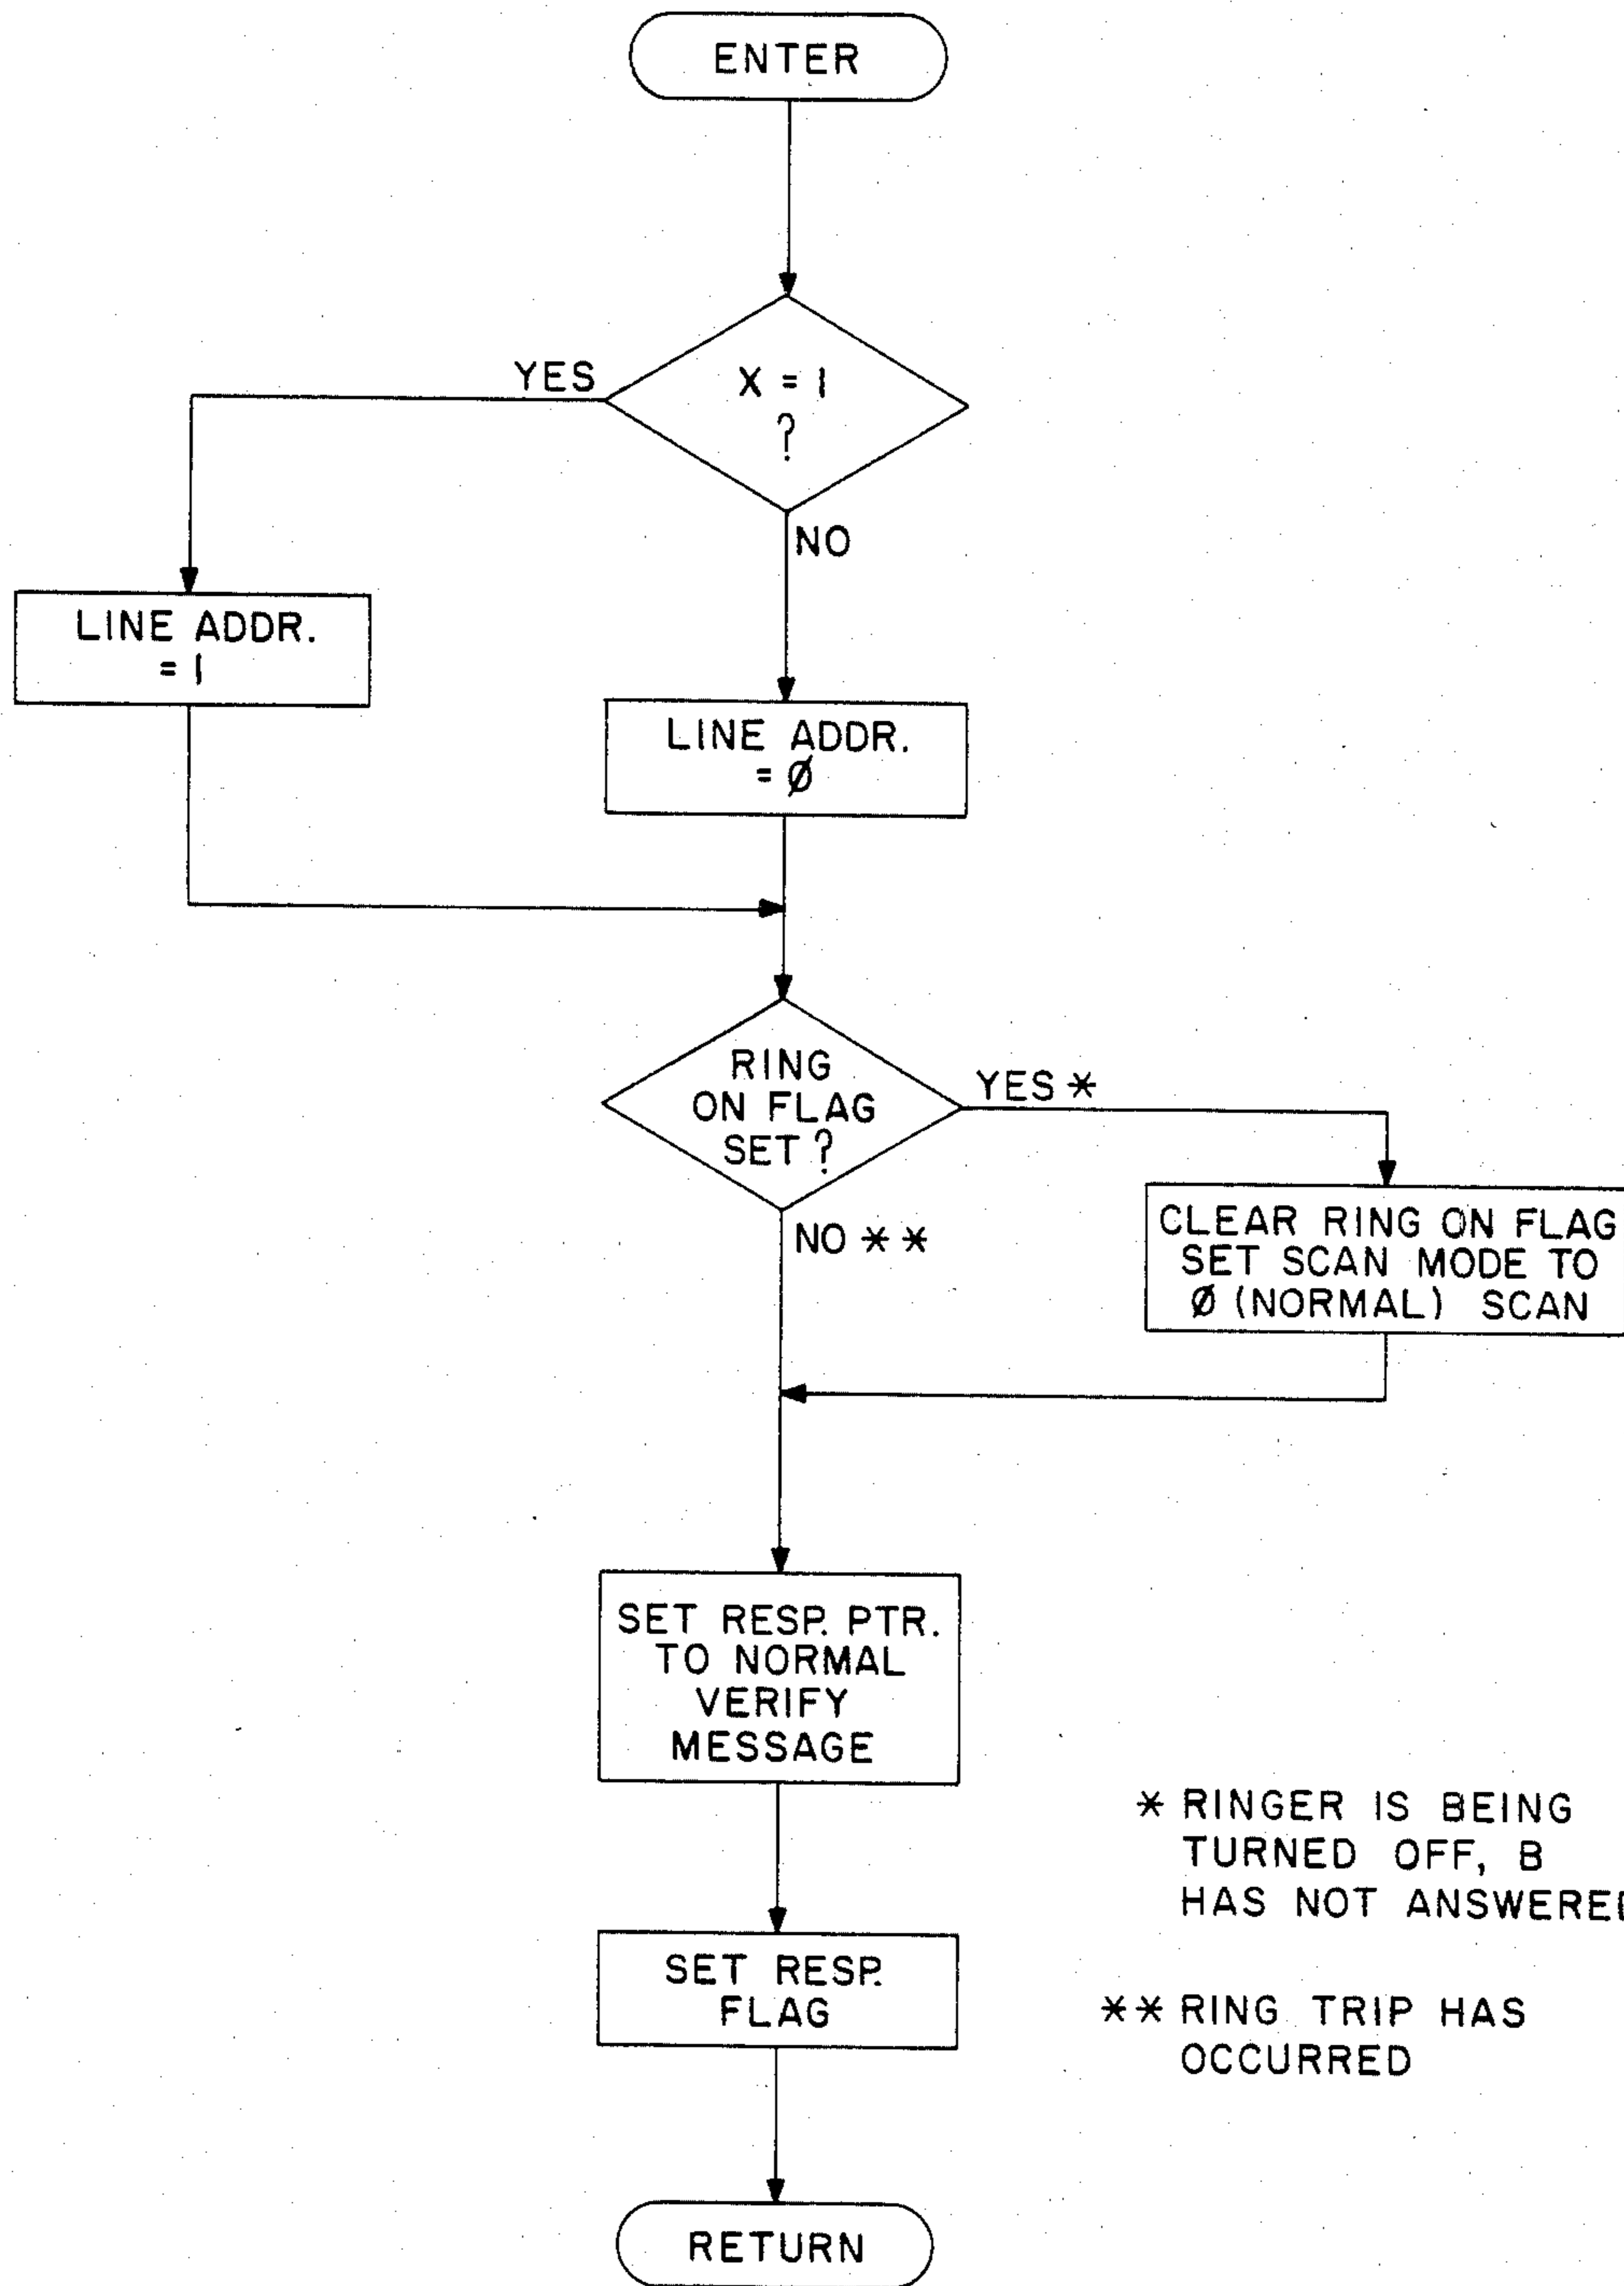 ENTER
X = 1
?
YES
NO
LINE ADDR.
= 1
LINE ADDR.
= Ø
RING
ON FLAG
SET ?
YES *
NO * *
CLEAR RING ON FLAG
SET SCAN MODE TO
Ø (NORMAL) SCAN
SET RESP. PTR.
TO NORMAL
VERIFY
MESSAGE
* RINGER IS BEING
TURNED OFF, B
HAS NOT ANSWERED
SET RESP.
FLAG
** RING TRIP HAS
OCCURRED
RETURN